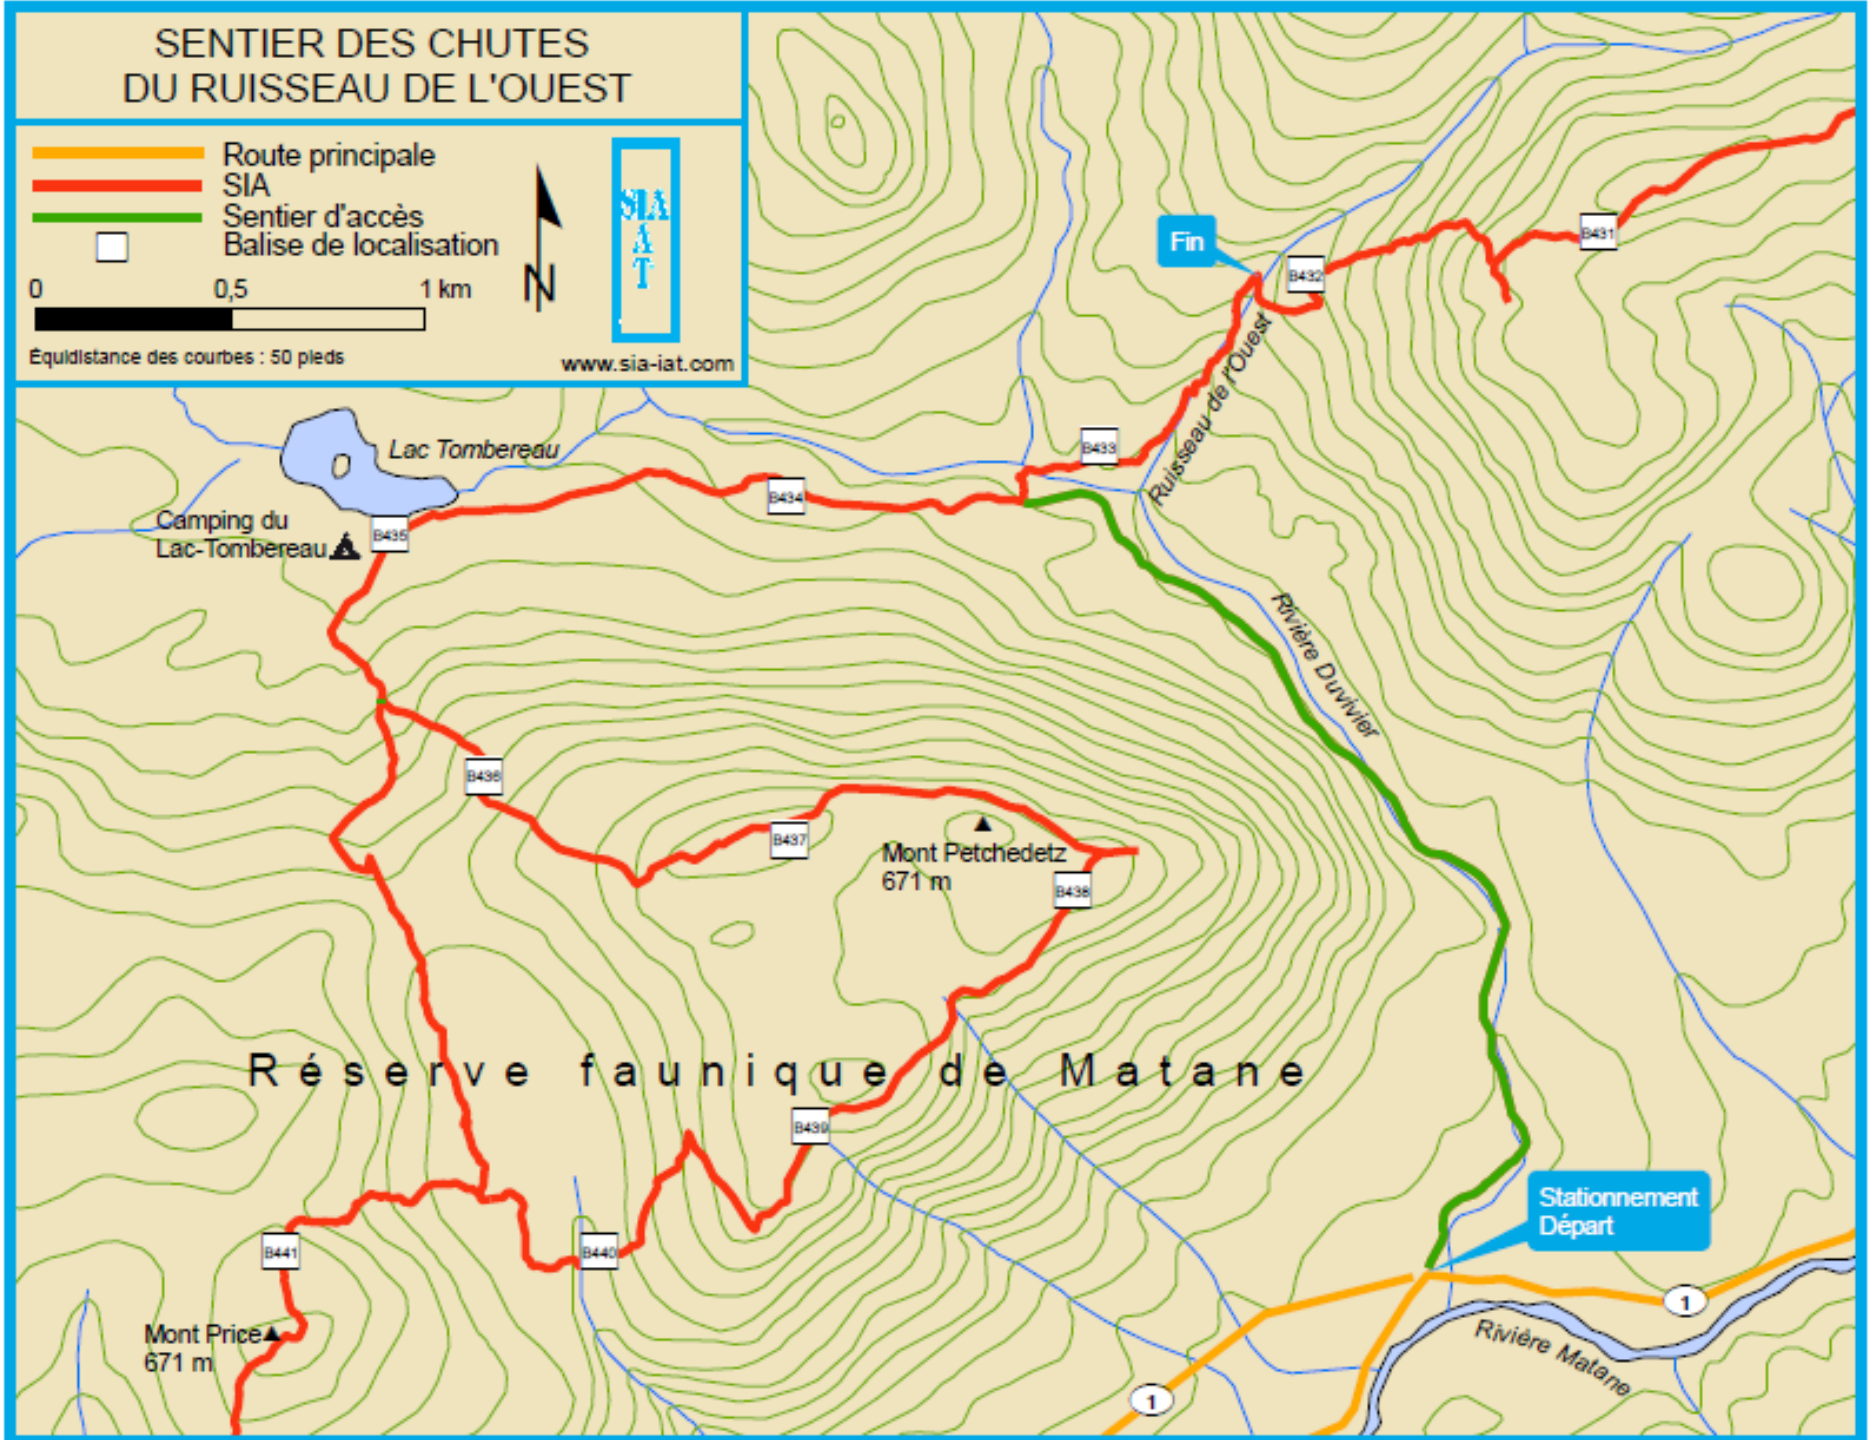 SENTIER DES CHUTES
DU RUISSEAU DE L'OUEST
Route principale
SIA
Sentier d'accès
Balise de localisation
0 0,5 1 km
Équidistance des courbes : 50 pieds
N
SIA
A
T
www.sia-iat.com
Fin
B431
B432
Ruisseau de l'Ouest
B433
Lac Tombereau
B434
Camping du
Lac-Tombereau
B435
Rivière Duvivier
B436
B437
Mont Petchedetz
671 m
B438
Réserve faunique de Matane
B439
Stationnement
Départ
B441
B440
1
Mont Price
671 m
Rivière Matane
1